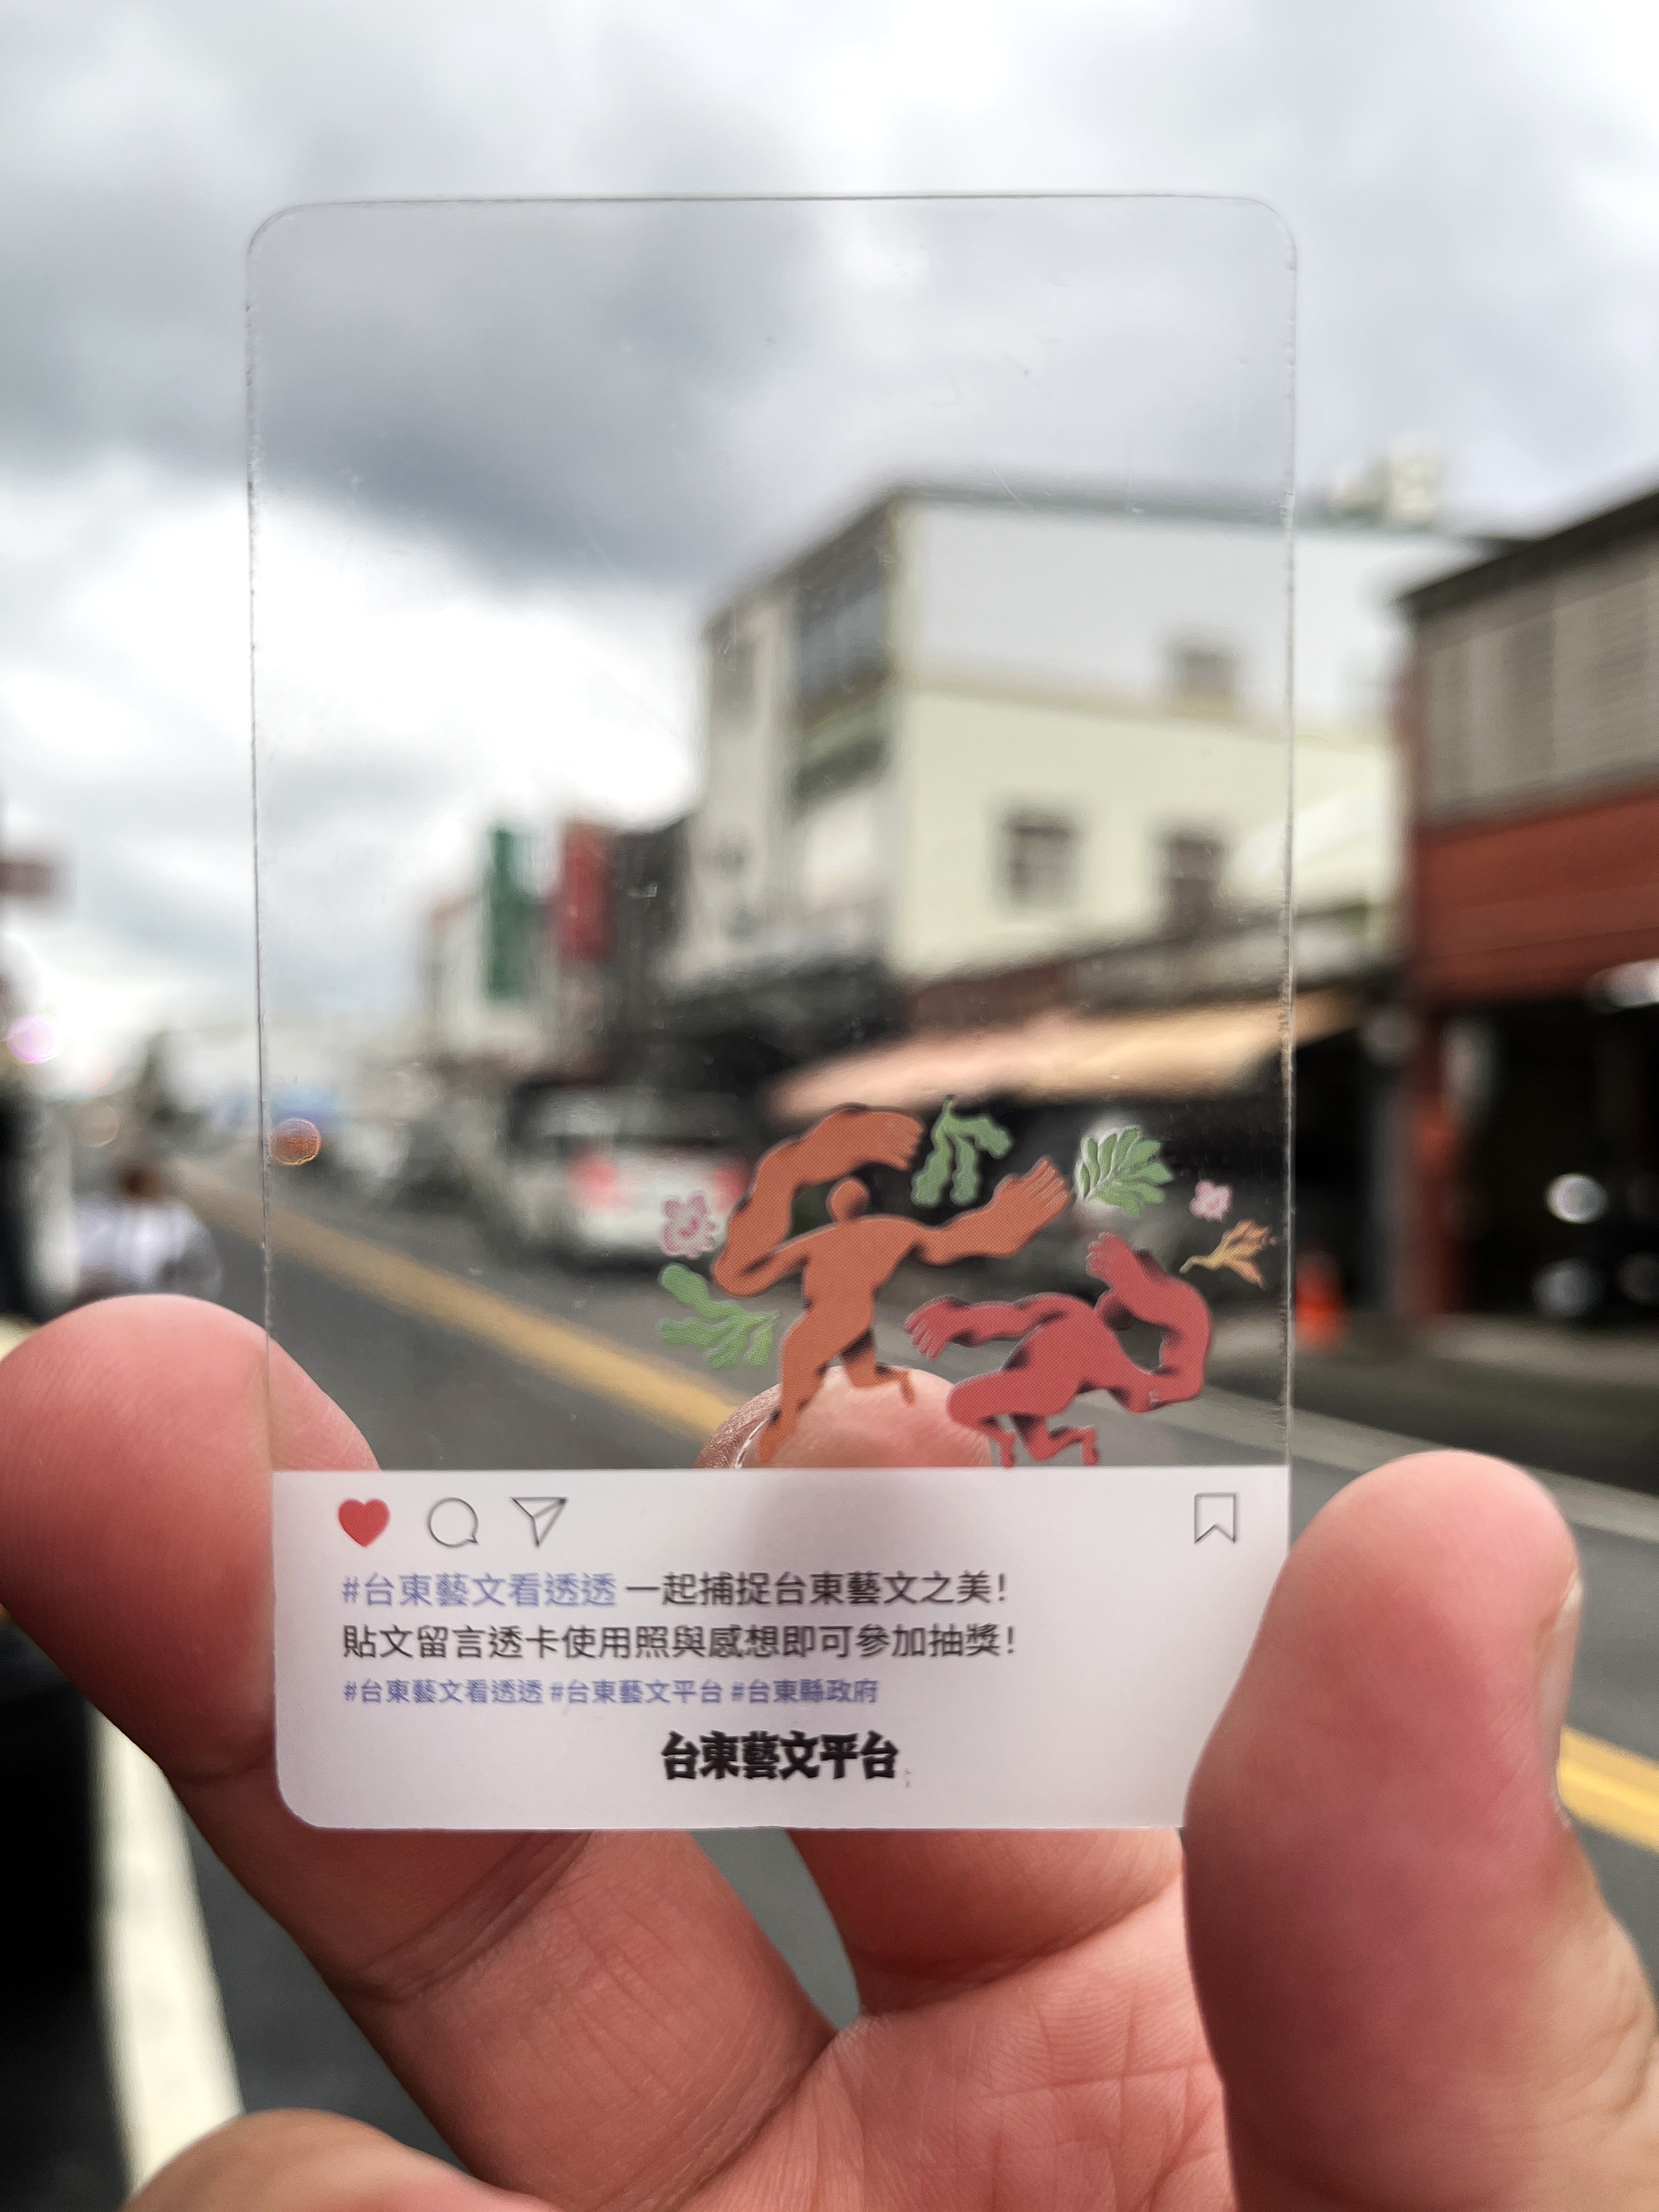 #台東藝文看透透 一起捕捉台東藝文之美!
貼文留言透卡使用照與感想即可參加抽獎!
#台東藝文看透透 #台東藝文平台 #台東縣政府
台東藝文平台